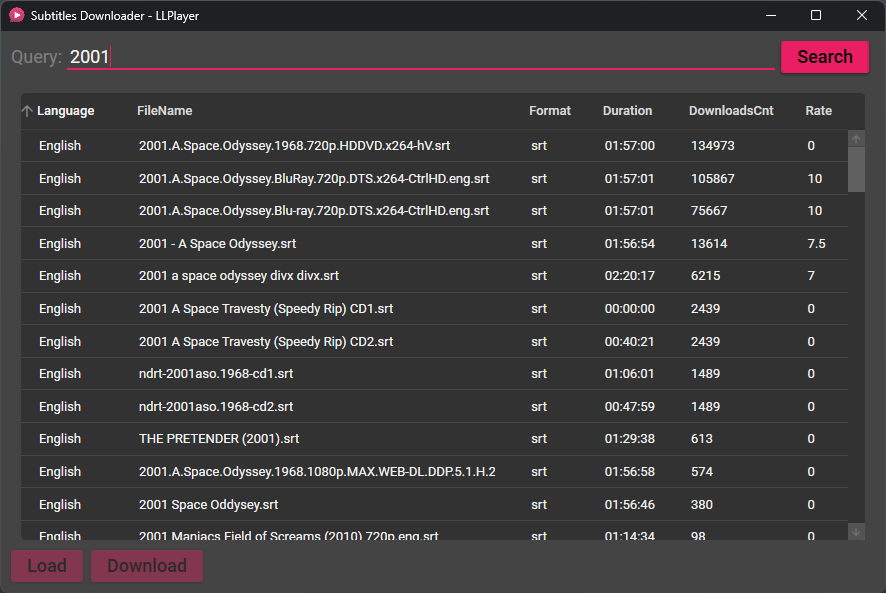 Subtitles Downloader - LLPlayer
Query: 2001 Search
Language FileName Format Duration DownloadsCnt Rate
English 2001.A.Space.Odyssey.1968.720p.HDDVD.x264-hV.srt srt 01:57:00 134973 0
English 2001.A.Space.Odyssey.BluRay.720p.DTS.x264-CtrlHD.eng.srt srt 01:57:01 105867 10
English 2001.A.Space.Odyssey.Blu-ray.720p.DTS.x264-CtrlHD.eng.srt srt 01:57:01 75667 10
English 2001 - A Space Odyssey.srt srt 01:56:54 13614 7.5
English 2001 a space odyssey divx divx.srt srt 02:20:17 6215 7
English 2001 A Space Travesty (Speedy Rip) CD1.srt srt 00:00:00 2439 0
English 2001 A Space Travesty (Speedy Rip) CD2.srt srt 00:40:21 2439 0
English ndrt-2001aso.1968-cd1.srt srt 01:06:01 1489 0
English ndrt-2001aso.1968-cd2.srt srt 00:47:59 1489 0
English THE PRETENDER (2001).srt srt 01:29:38 613 0
English 2001.A.Space.Odyssey.1968.1080p.MAX.WEB-DL.DDP.5.1.H.2 srt 01:56:58 574 0
English 2001 Space Oddysey.srt srt 01:56:46 380 0
English 2001 Maniacs Field of Screams (2010) 720p.eng.srt srt 01:14:34 98 0
Load Download